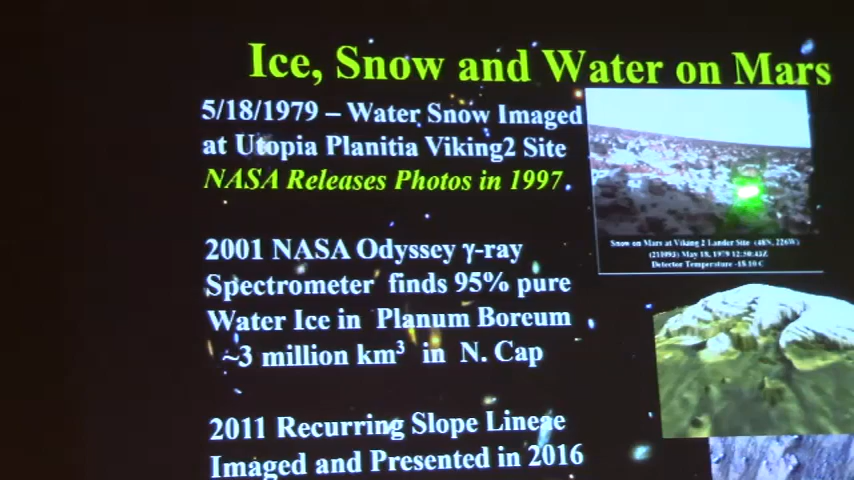 Ice, Snow and Water on Mars
5/18/1979 – Water Snow Imaged
at Utopia Planitia Viking2 Site
NASA Releases Photos in 1997.
Snow on Mars at Viking 2 Lander Site (48N, 226W)
May 18, 1979
Detector Temperature
2001 NASA Odyssey γ-ray
Spectrometer finds 95% pure
Water Ice in Planum Boreum
~3 million km³ in N. Cap
2011 Recurring Slope Lineae
Imaged and Presented in 2016